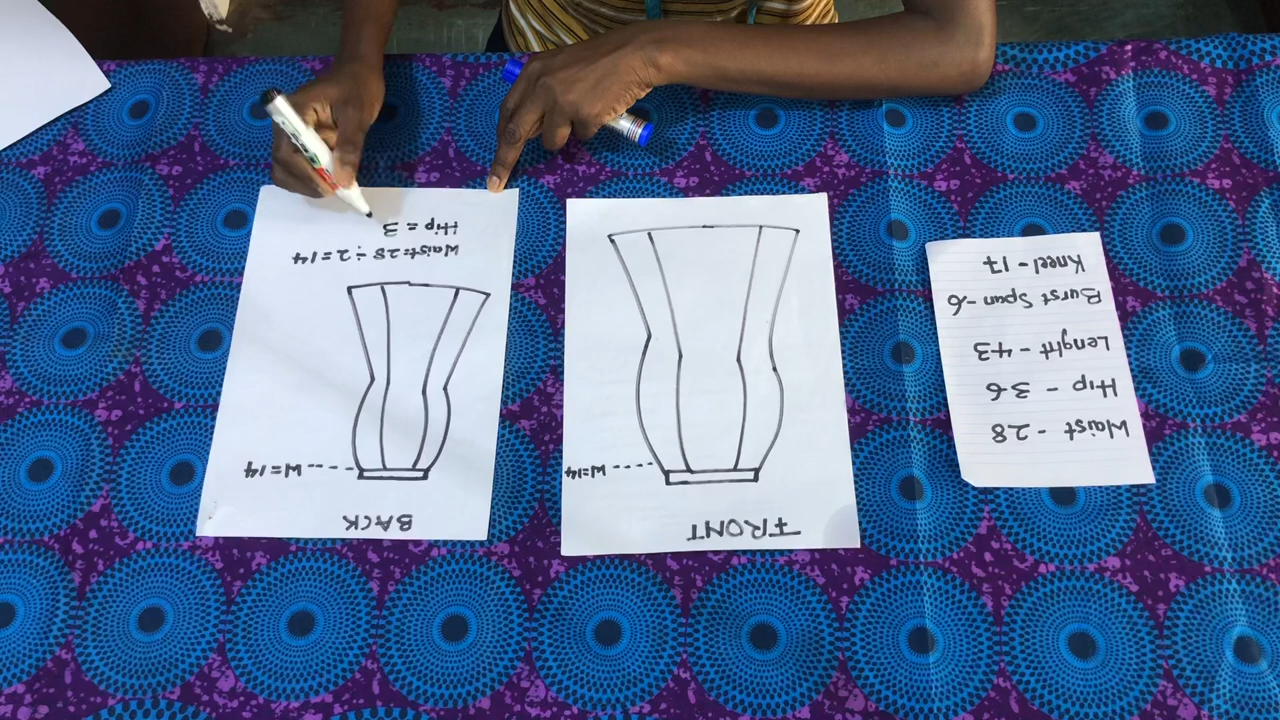 Waist - 28
Hip - 36
Lenght - 43
Burst Span - 6
Kneel - 17
FRONT
---- W=14
BACK
---- W=14
Waist=28 ÷ 2 = 14
Hip = 3